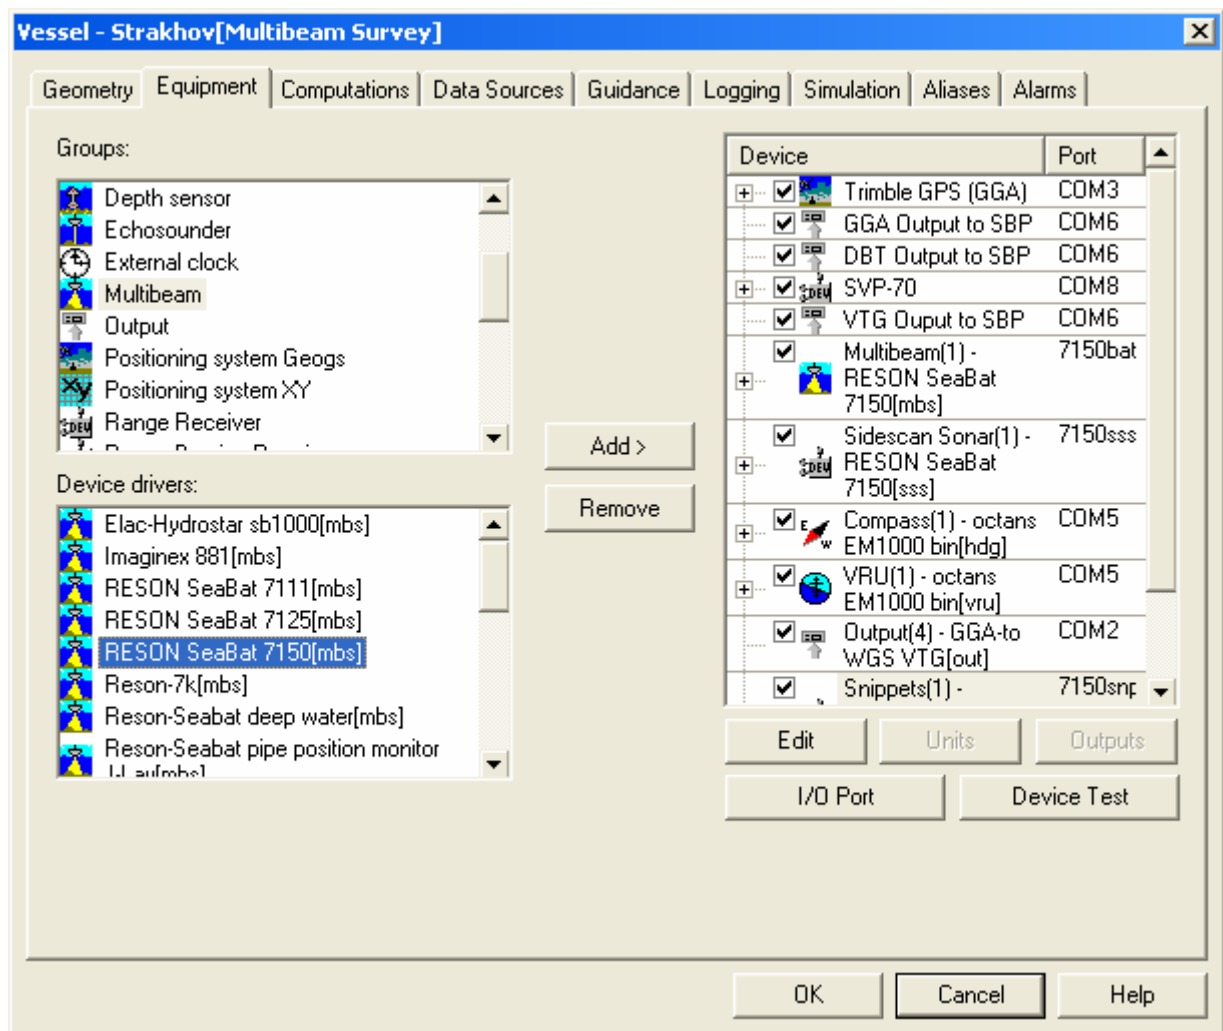 Vessel - Strakhov[Multibeam Survey]
Geometry Equipment Computations Data Sources Guidance Logging Simulation Aliases Alarms
Groups:
Depth sensor
Echosounder
External clock
Multibeam
Output
Positioning system Geogs
Positioning system XY
Range Receiver
Device drivers:
Elac-Hydrostar sb1000[mbs]
Imaginex 881[mbs]
RESON SeaBat 7111[mbs]
RESON SeaBat 7125[mbs]
RESON SeaBat 7150[mbs]
Reson-7k[mbs]
Reson-Seabat deep water[mbs]
Reson-Seabat pipe position monitor
Add >
Remove
Device Port
Trimble GPS (GGA) COM3
GGA Output to SBP COM6
DBT Output to SBP COM6
SVP-70 COM8
VTG Ouput to SBP COM6
Multibeam(1) - 7150bat
RESON SeaBat
7150[mbs]
Sidescan Sonar(1) - 7150sss
RESON SeaBat
7150[sss]
Compass(1) - octans COM5
EM1000 bin[hdg]
VRU(1) - octans COM5
EM1000 bin[vru]
Output(4) - GGA-to COM2
WGS VTG[out]
Snippets(1) - 7150snp
Edit Units Outputs
I/O Port Device Test
OK Cancel Help